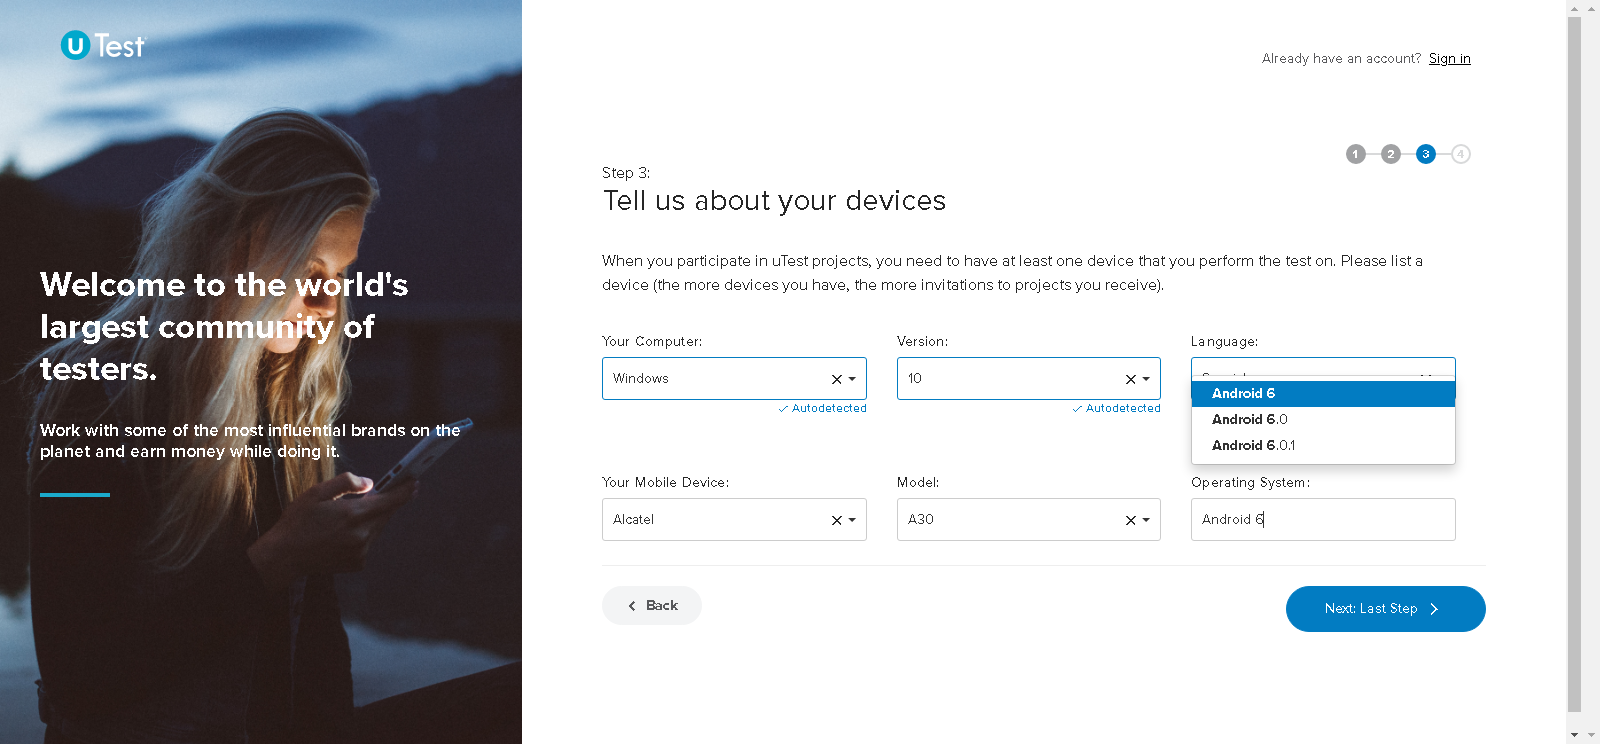 uTest
Already have an account? Sign in
1 2 3 4
Step 3:
Tell us about your devices
Welcome to the world's
largest community of
testers.
Work with some of the most influential brands on the
planet and earn money while doing it.
When you participate in uTest projects, you need to have at least one device that you perform the test on. Please list a
device (the more devices you have, the more invitations to projects you receive).
Your Computer: Version: Language:
Windows 10
Autodetected Autodetected
Android 6
Android 6.0
Android 6.0.1
Your Mobile Device: Model: Operating System:
Alcatel A30 Android 6
Back
Next: Last Step